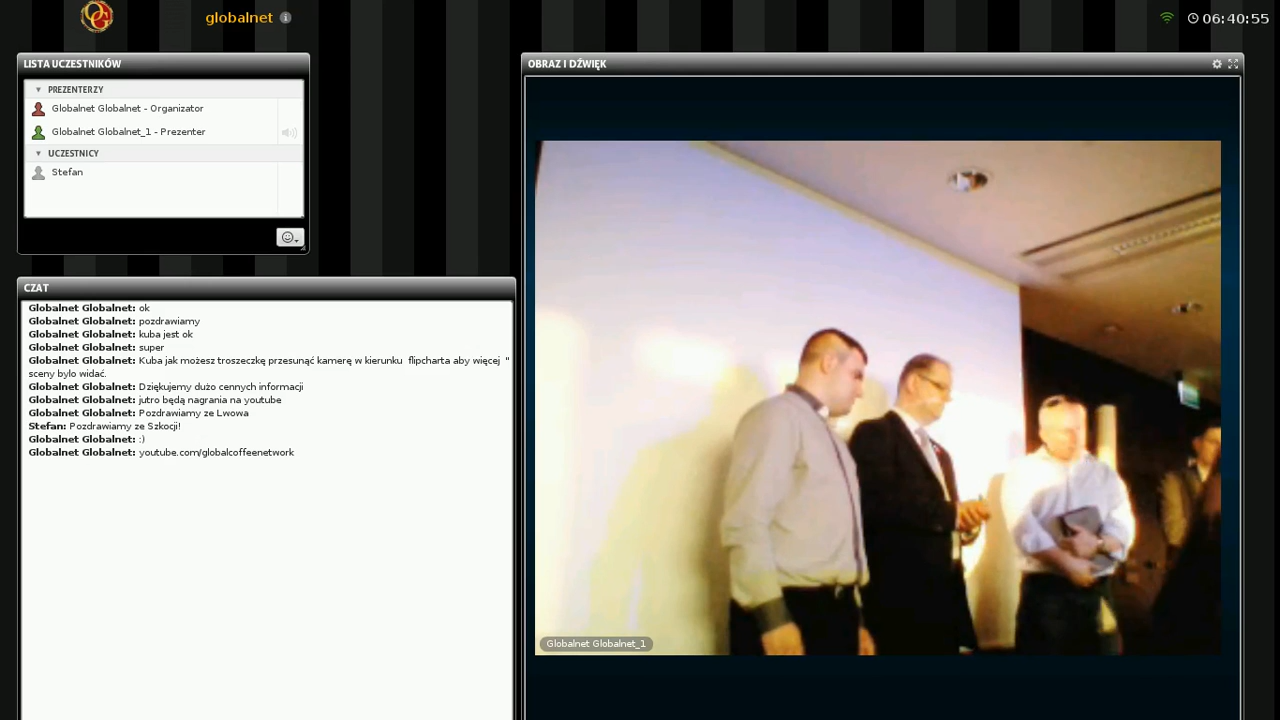 OG
globalnet
06:40:55
LISTA UCZESTNIKÓW
PREZENTERZY
Globalnet Globalnet - Organizator
Globalnet Globalnet_1 - Prezenter
UCZESTNICY
Stefan
CZAT
Globalnet Globalnet: ok
Globalnet Globalnet: pozdrawiamy
Globalnet Globalnet: kuba jest ok
Globalnet Globalnet: super
Globalnet Globalnet: Kuba jak możesz troszeczkę przesunąć kamerę w kierunku flipcharta aby więcej "
sceny bylo widać.
Globalnet Globalnet: Dziękujemy dużo cennych informacji
Globalnet Globalnet: jutro będą nagrania na youtube
Globalnet Globalnet: Pozdrawiamy ze Lwowa
Stefan: Pozdrawiamy ze Szkocji!
Globalnet Globalnet: :)
Globalnet Globalnet: youtube.com/globalcoffeenetwork
OBRAZ I DŹWIĘK
Globalnet Globalnet_1